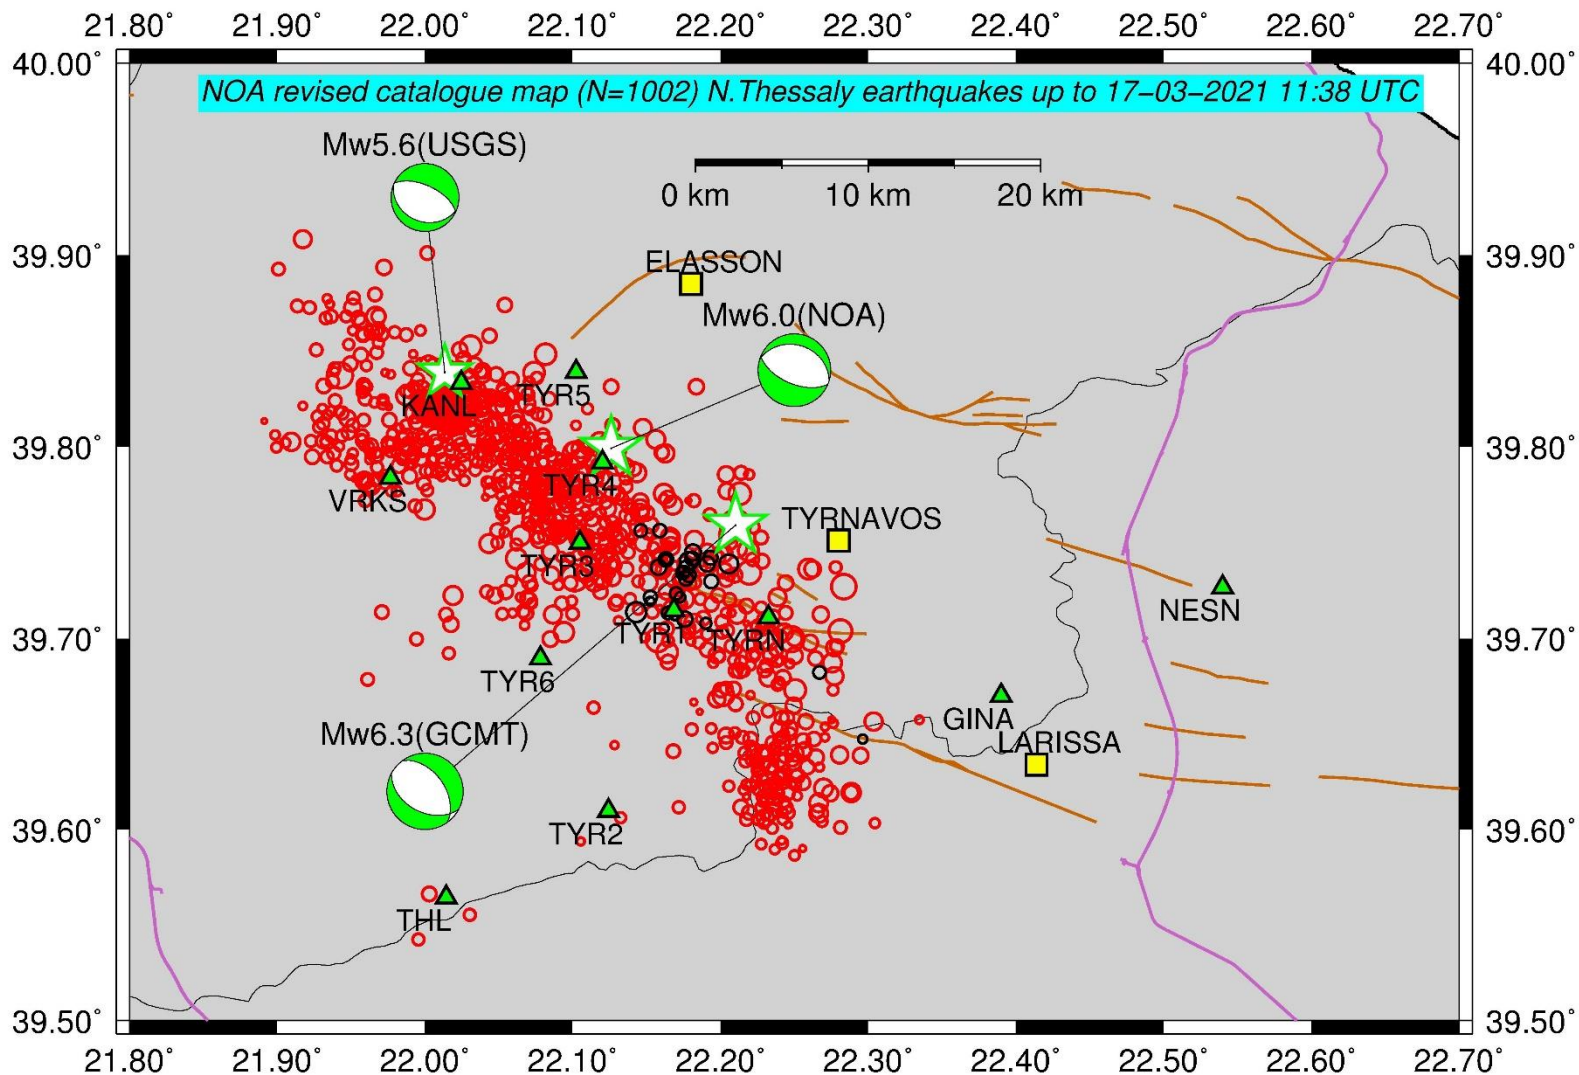 21.80° 21.90° 22.00° 22.10° 22.20° 22.30° 22.40° 22.50° 22.60° 22.70°
40.00° 40.00°
NOA revised catalogue map (N=1002) N.Thessaly earthquakes up to 17–03–2021 11:38 UTC
Mw5.6(USGS)
0 km 10 km 20 km
39.90° 39.90°
ELASSON
Mw6.0(NOA)
TYR5
KANL
39.80° 39.80°
TYR4
VRKS
TYRNAVOS
TYR3
NESN
39.70° TYR1 TYRN 39.70°
TYR6
GINA
Mw6.3(GCMT)
LARISSA
39.60° TYR2 39.60°
THL
39.50° 39.50°
21.80° 21.90° 22.00° 22.10° 22.20° 22.30° 22.40° 22.50° 22.60° 22.70°